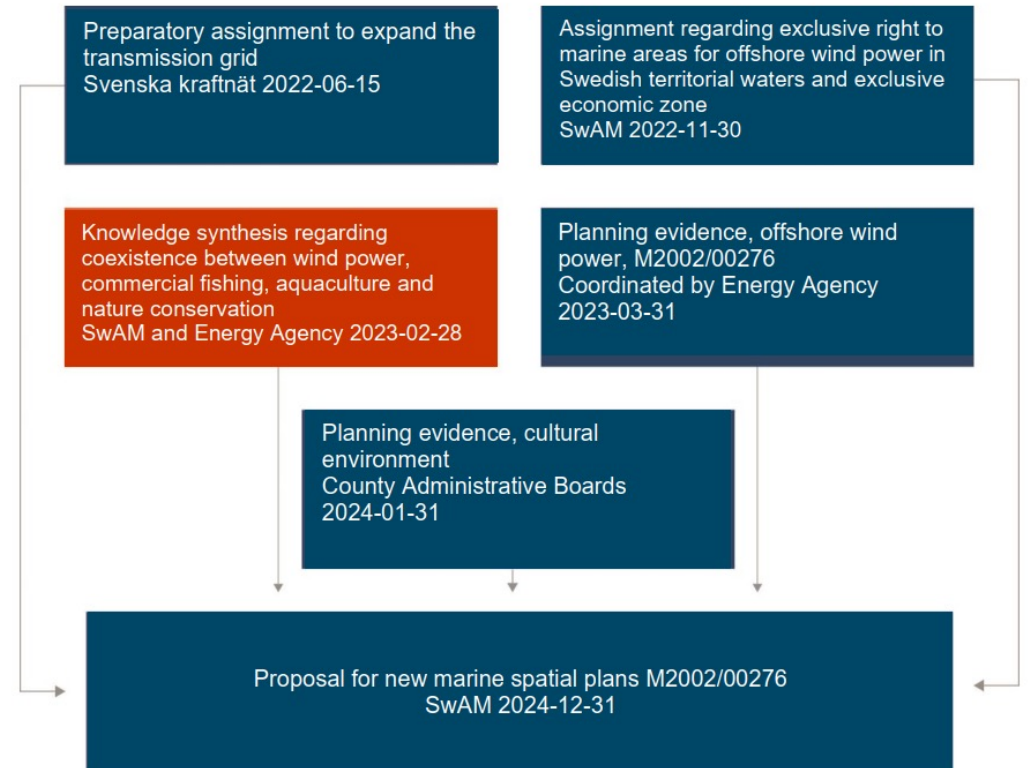 Preparatory assignment to expand the
transmission grid
Svenska kraftnät 2022-06-15
Assignment regarding exclusive right to
marine areas for offshore wind power in
Swedish territorial waters and exclusive
economic zone
SwAM 2022-11-30
Knowledge synthesis regarding
coexistence between wind power,
commercial fishing, aquaculture and
nature conservation
SwAM and Energy Agency 2023-02-28
Planning evidence, offshore wind
power, M2002/00276
Coordinated by Energy Agency
2023-03-31
Planning evidence, cultural
environment
County Administrative Boards
2024-01-31
Proposal for new marine spatial plans M2002/00276
SwAM 2024-12-31